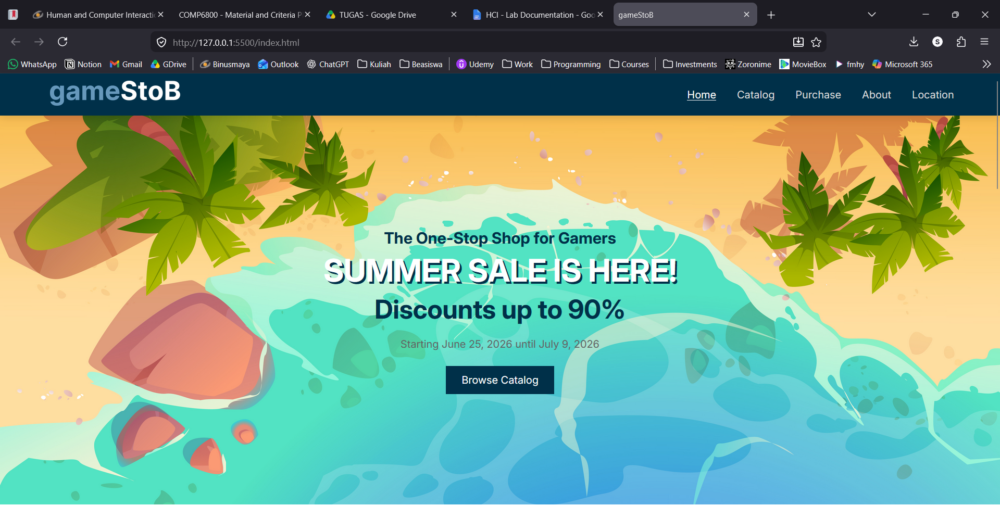 Human and Computer Interacti
COMP6800 - Material and Criteria P
TUGAS - Google Drive
HCI - Lab Documentation - Goo
gameStoB
http://127.0.0.1:5500/index.html
S
WhatsApp
Notion
Gmail
GDrive
Binusmaya
Outlook
ChatGPT
Kuliah
Beasiswa
Udemy
Work
Programming
Courses
Investments
Zoronime
MovieBox
fmhy
Microsoft 365
gameStoB
Home
Catalog
Purchase
About
Location
The One-Stop Shop for Gamers
SUMMER SALE IS HERE!
Discounts up to 90%
Starting June 25, 2026 until July 9, 2026
Browse Catalog